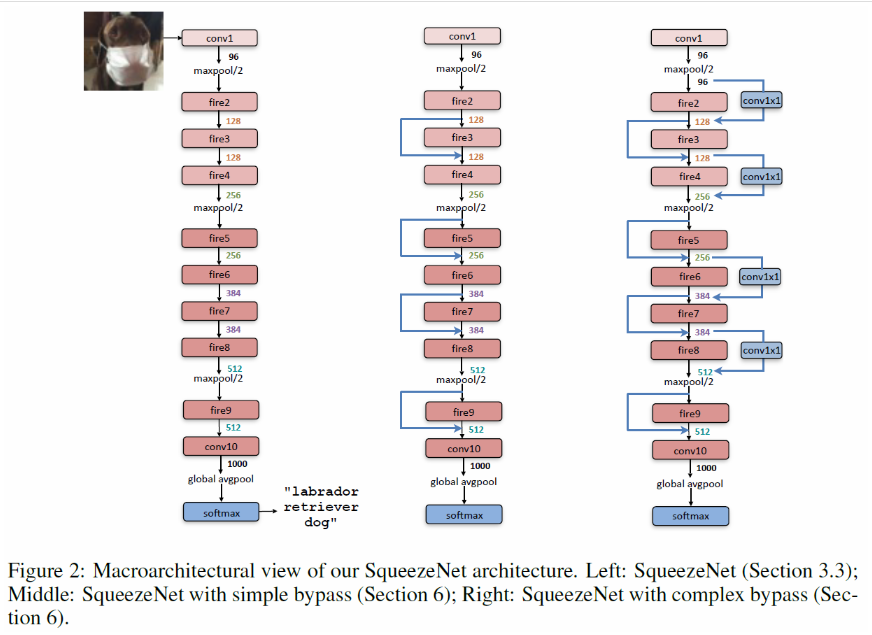 conv1
96
maxpool/2
fire2
128
fire3
128
fire4
256
maxpool/2
fire5
256
fire6
384
fire7
384
fire8
512
maxpool/2
fire9
512
conv10
1000
global avgpool
softmax
"labrador
retriever
dog"
conv1
96
maxpool/2
fire2
128
fire3
128
fire4
256
maxpool/2
fire5
256
fire6
384
fire7
384
fire8
512
maxpool/2
fire9
512
conv10
1000
global avgpool
softmax
conv1
96
maxpool/2
96
fire2
conv1x1
128
fire3
128
fire4
conv1x1
256
maxpool/2
fire5
256
fire6
conv1x1
384
fire7
384
fire8
conv1x1
512
maxpool/2
fire9
512
conv10
1000
global avgpool
softmax
Figure 2: Macroarchitectural view of our SqueezeNet architecture. Left: SqueezeNet (Section 3.3);
Middle: SqueezeNet with simple bypass (Section 6); Right: SqueezeNet with complex bypass (Sec-
tion 6).